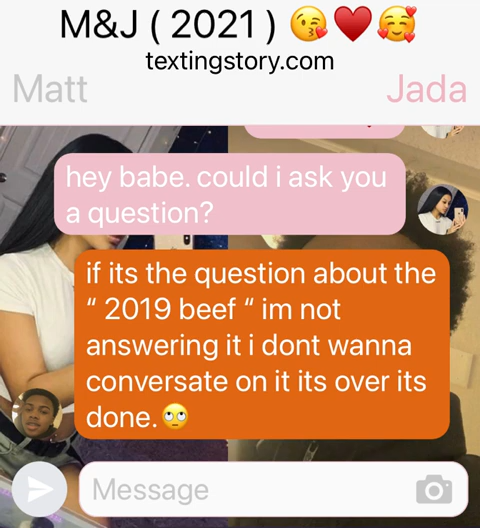 M&J ( 2021 ) 😘♥️🥰
textingstory.com
Matt
Jada
hey babe. could i ask you
a question?
if its the question about the
“ 2019 beef “ im not
answering it i dont wanna
conversate on it its over its
done.🙄
Message